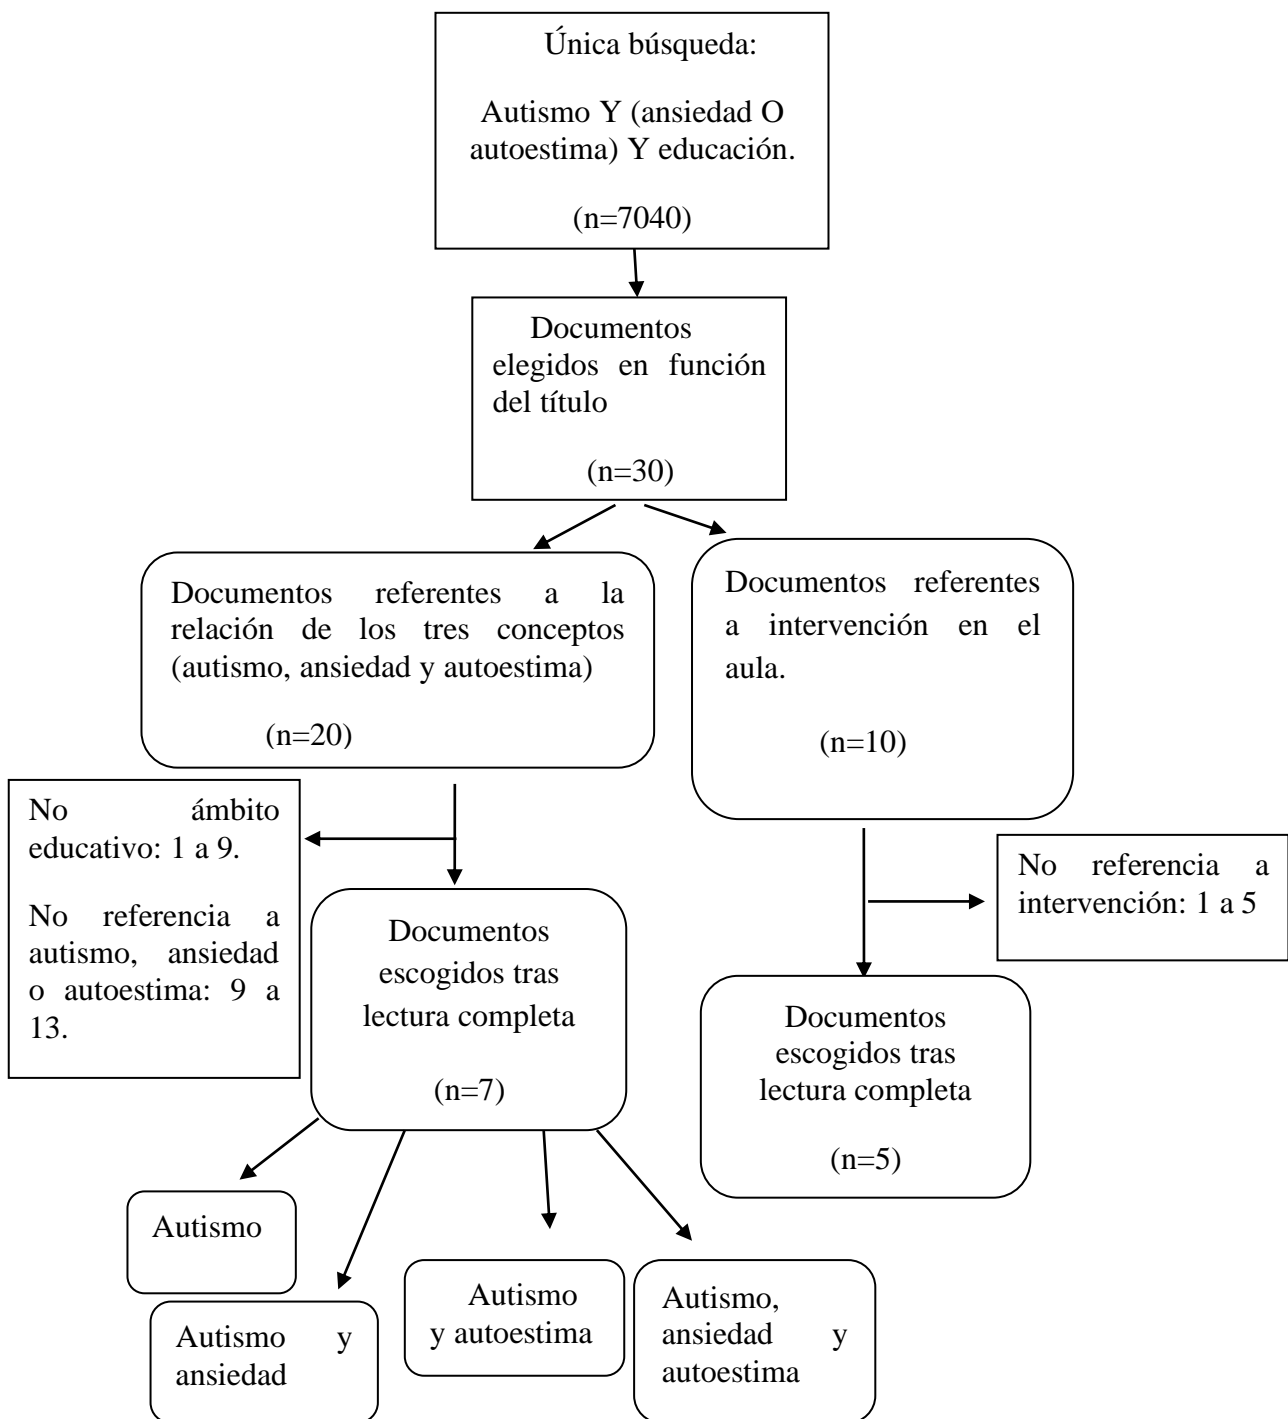 Única búsqueda:
Autismo Y (ansiedad O
autoestima) Y educación.
(n=7040)
Documentos
elegidos en función
del título
(n=30)
Documentos referentes a la
relación de los tres conceptos
(autismo, ansiedad y autoestima)
(n=20)
Documentos referentes
a intervención en el
aula.
(n=10)
No ámbito
educativo: 1 a 9.
No referencia a
autismo, ansiedad
o autoestima: 9 a
13.
No referencia a
intervención: 1 a 5
Documentos
escogidos tras
lectura completa
(n=7)
Documentos
escogidos tras
lectura completa
(n=5)
Autismo
Autismo y
ansiedad
Autismo
y autoestima
Autismo,
ansiedad y
autoestima